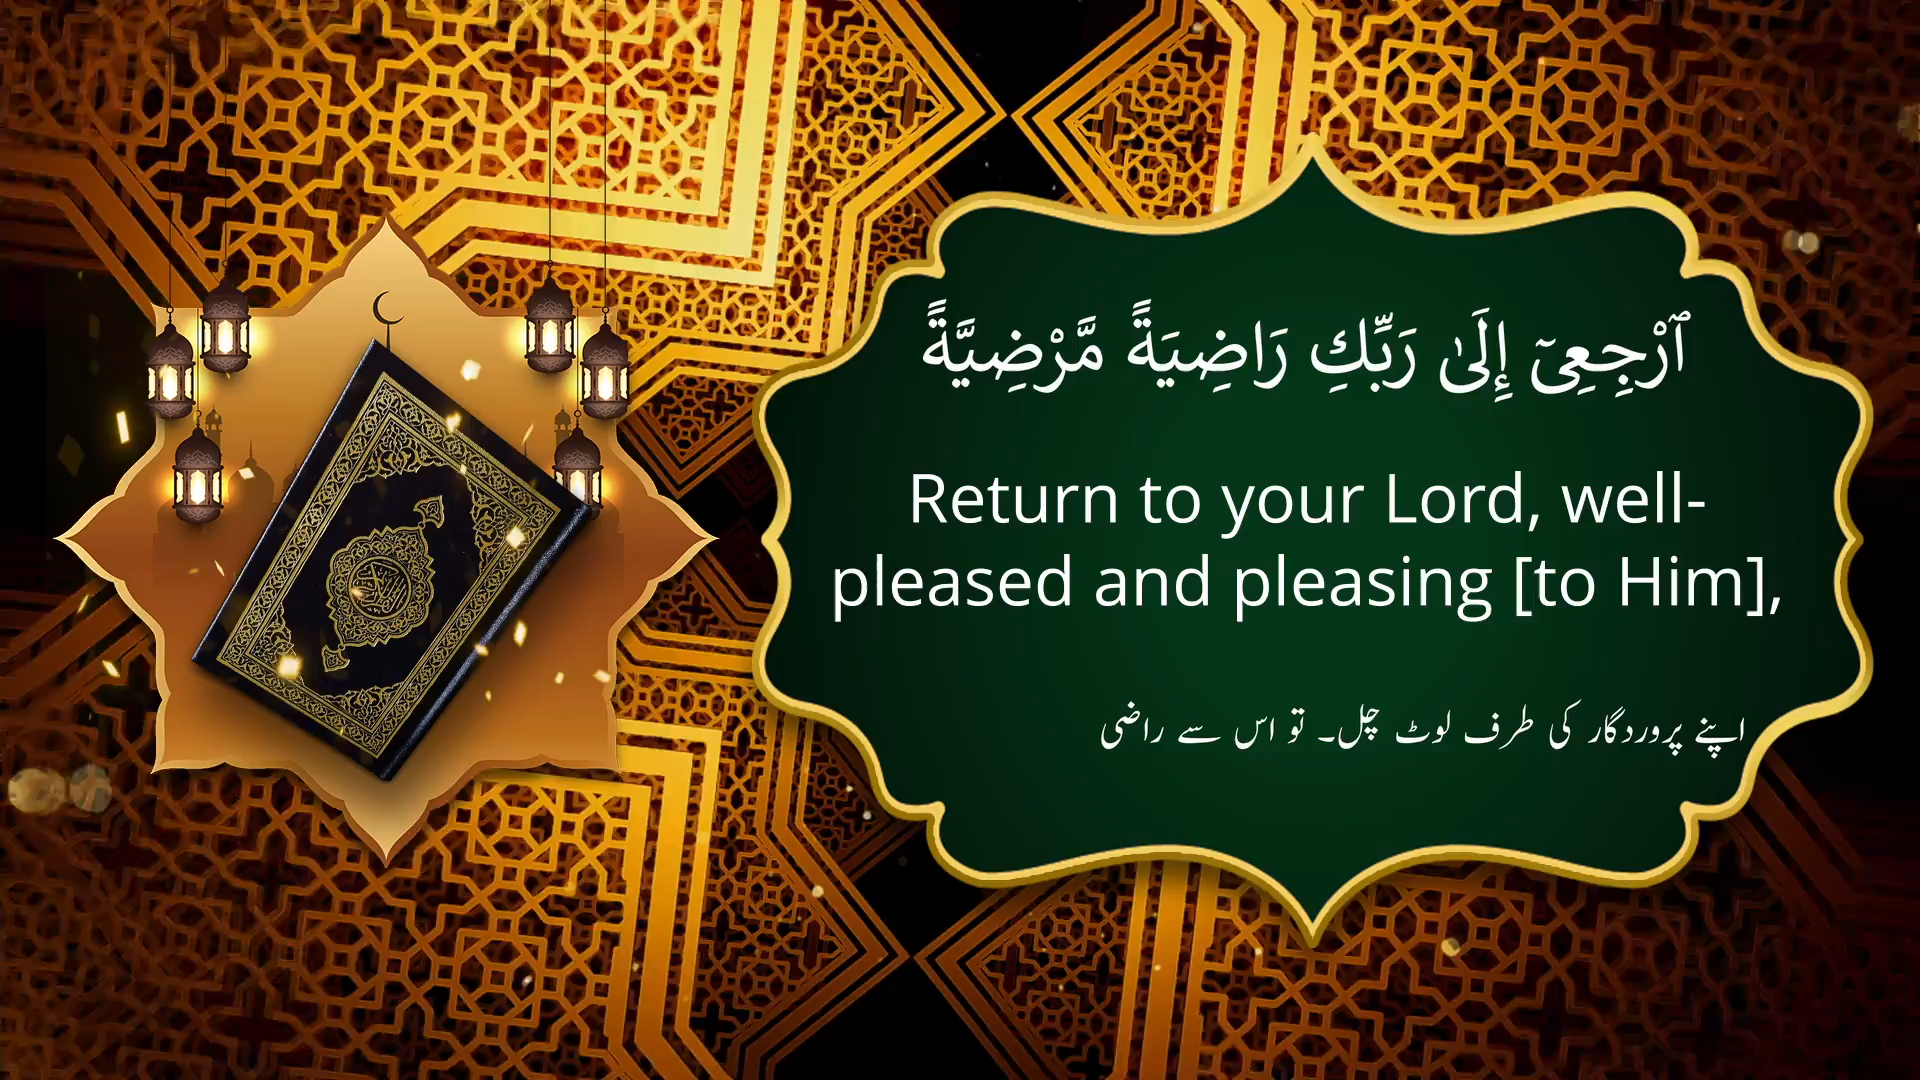 ٱرْجِعِىٓ إِلَىٰ رَبِّكِ رَاضِيَةً مَّرْضِيَّةً
Return to your Lord, well-
pleased and pleasing [to Him],
اپنے پروردگار کی طرف لوٹ چل۔ تو اس سے راضی